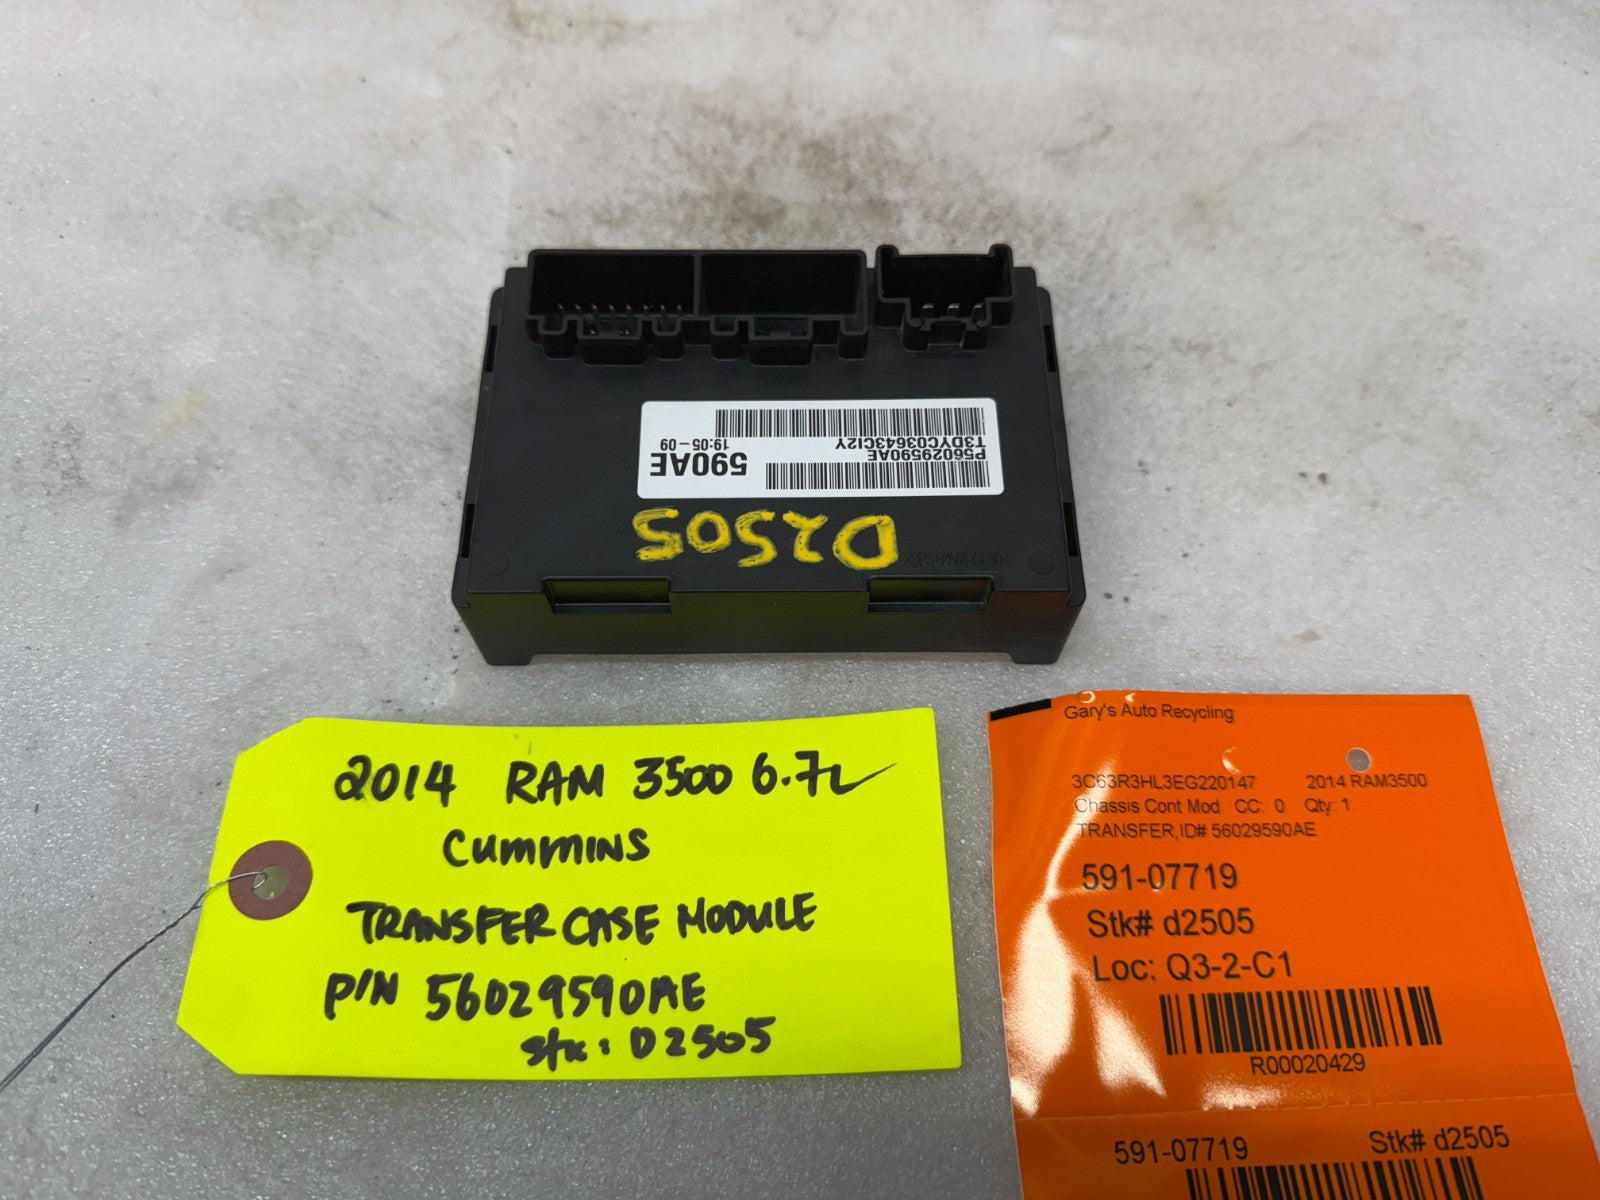 P56029590AE
T3DYC03643CI2Y
590AE
19:05-09
D2505
2014 RAM 3500 6.7L
CUMMINS
TRANSFER CASE MODULE
P/N 56029590AE
STK: D2505
Gary's Auto Recycling
3C63R3HL3EG220147 2014 RAM3500
Chassis Cont Mod CC: 0 Qty: 1
TRANSFER,ID# 56029590AE
591-07719
Stk# d2505
Loc: Q3-2-C1
R00020429
591-07719 Stk# d2505